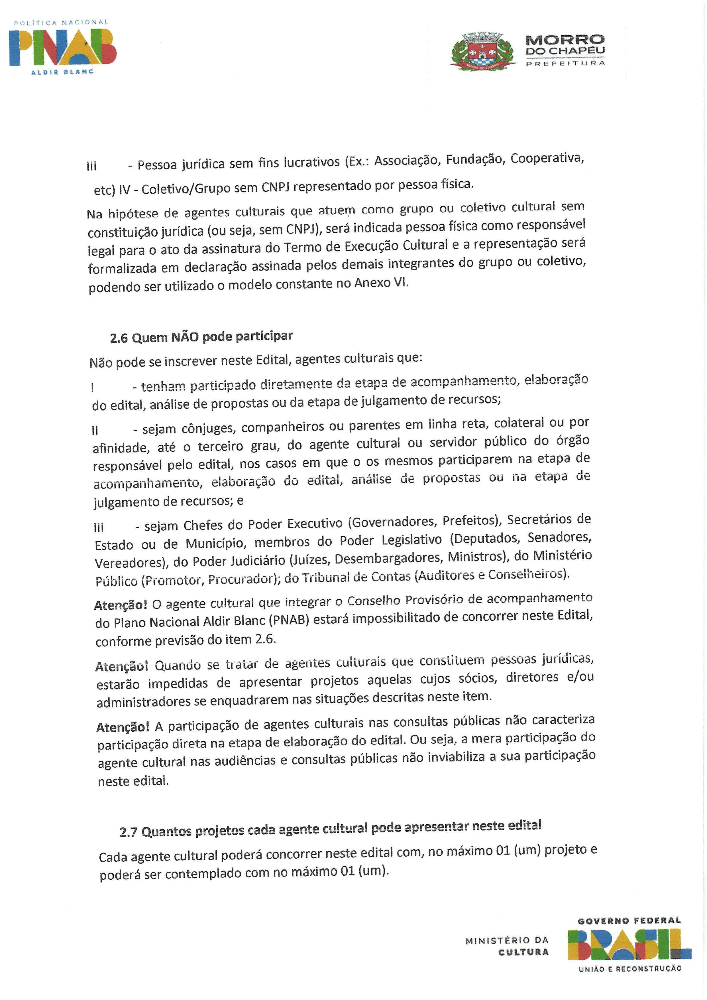 POLÍTICA NACIONAL
PNAB
ALDIR BLANC
MORRO DO CHAPÉU
MORRO
DO CHAPÉU
PREFEITURA
iii - Pessoa jurídica sem fins lucrativos (Ex.: Associação, Fundação, Cooperativa,
etc) IV - Coletivo/Grupo sem CNPJ representado por pessoa física.
Na hipótese de agentes culturais que atuem como grupo ou coletivo cultural sem
constituição jurídica (ou seja, sem CNPJ), será indicada pessoa física como responsável
legal para o ato da assinatura do Termo de Execução Cultural e a representação será
formalizada em declaração assinada pelos demais integrantes do grupo ou coletivo,
podendo ser utilizado o modelo constante no Anexo VI.
2.6 Quem NÃO pode participar
Não pode se inscrever neste Edital, agentes culturais que:
I - tenham participado diretamente da etapa de acompanhamento, elaboração
do edital, análise de propostas ou da etapa de julgamento de recursos;
ii - sejam cônjuges, companheiros ou parentes em linha reta, colateral ou por
afinidade, até o terceiro grau, do agente cultural ou servidor público do órgão
responsável pelo edital, nos casos em que o os mesmos participarem na etapa de
acompanhamento, elaboração do edital, análise de propostas ou na etapa de
julgamento de recursos; e
iii - sejam Chefes do Poder Executivo (Governadores, Prefeitos), Secretários de
Estado ou de Município, membros do Poder Legislativo (Deputados, Senadores,
Vereadores), do Poder Judiciário (Juízes, Desembargadores, Ministros), do Ministério
Público (Promotor, Procurador); do Tribunal de Contas (Auditores e Conselheiros).
Atenção! O agente cultural que integrar o Conselho Provisório de acompanhamento
do Plano Nacional Aldir Blanc (PNAB) estará impossibilitado de concorrer neste Edital,
conforme previsão do item 2.6.
Atenção! Quando se tratar de agentes culturais que constituem pessoas jurídicas,
estarão impedidas de apresentar projetos aquelas cujos sócios, diretores e/ou
administradores se enquadrarem nas situações descritas neste item.
Atenção! A participação de agentes culturais nas consultas públicas não caracteriza
participação direta na etapa de elaboração do edital. Ou seja, a mera participação do
agente cultural nas audiências e consultas públicas não inviabiliza a sua participação
neste edital.
2.7 Quantos projetos cada agente cultural pode apresentar neste edital
Cada agente cultural poderá concorrer neste edital com, no máximo 01 (um) projeto e
poderá ser contemplado com no máximo 01 (um).
MINISTÉRIO DA
CULTURA
GOVERNO FEDERAL
BRASIL
UNIÃO E RECONSTRUÇÃO